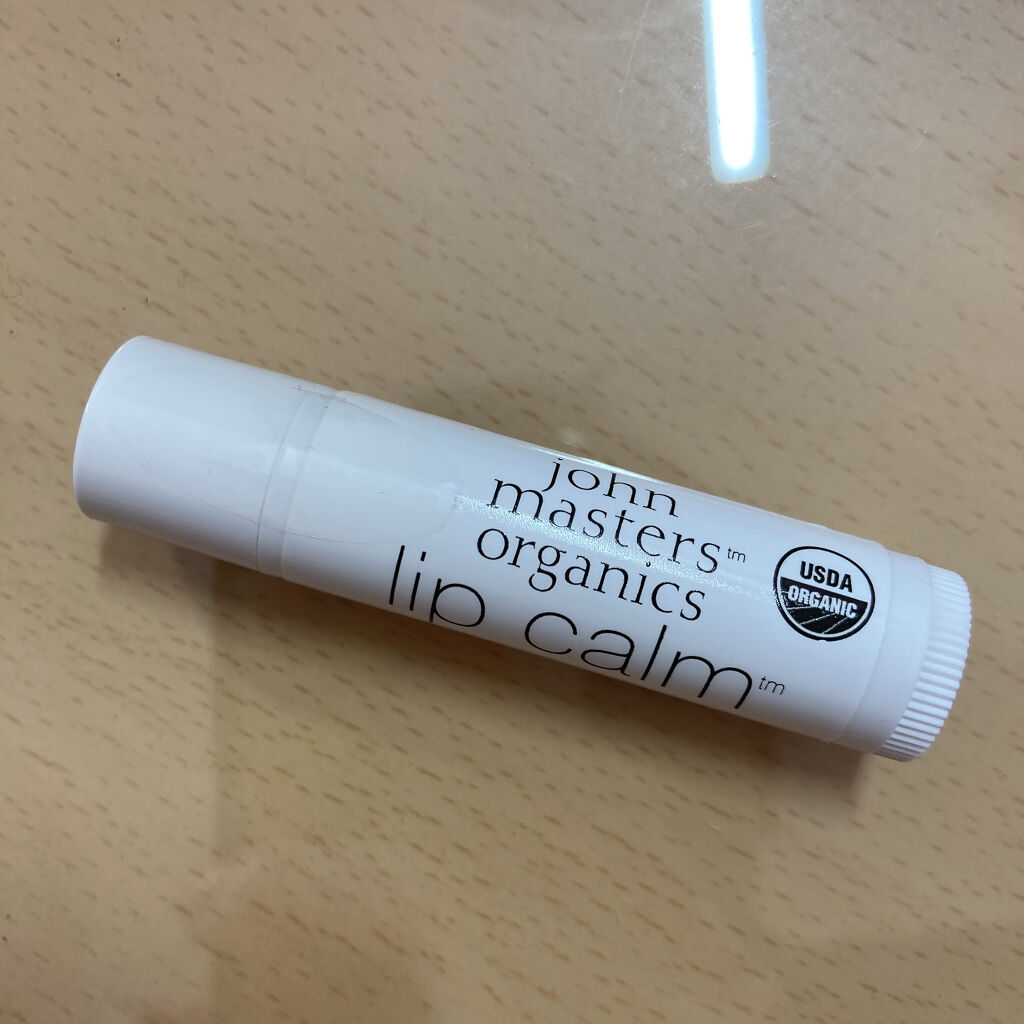 john
masters™
organics
lip calm™
USDA
ORGANIC